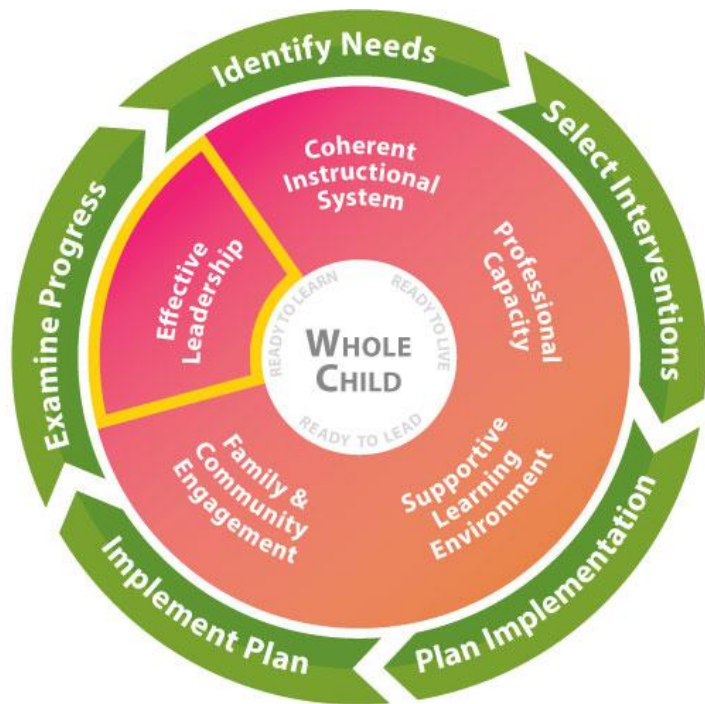 Identify Needs
Select Interventions
Plan Implementation
Implement Plan
Examine Progress
Coherent
Instructional
System
Professional
Capacity
Supportive
Learning
Environment
Family &
Community
Engagement
Effective
Leadership
READY TO LEARN
READY TO LIVE
READY TO LEAD
WHOLE
CHILD